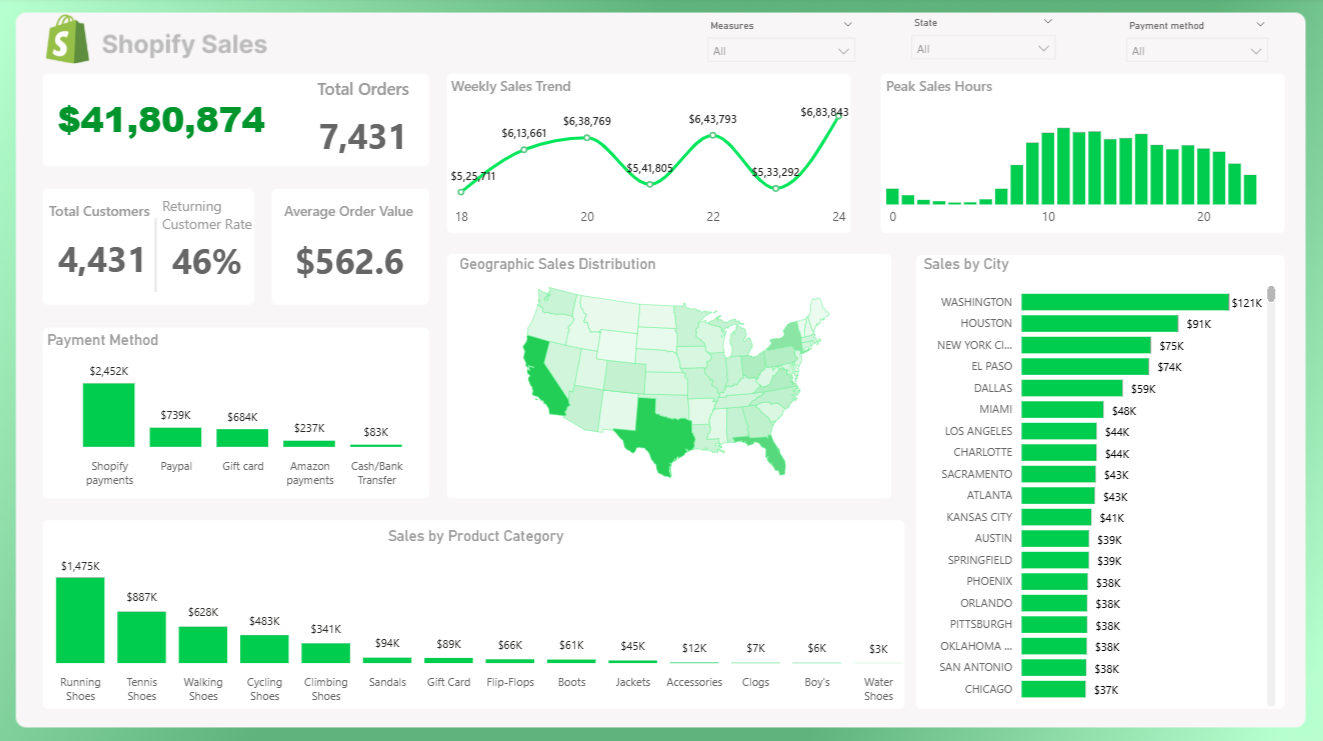 Shopify Sales
Measures
All
State
All
Payment method
All
$41,80,874
Total Orders
7,431
Total Customers
4,431
Returning
Customer Rate
46%
Average Order Value
$562.6
Weekly Sales Trend
$5,25,711
$6,13,661
$6,38,769
$5,41,805
$6,43,793
$5,33,292
$6,83,843
18
20
22
24
Peak Sales Hours
0
10
20
Payment Method
$2,452K
$739K
$684K
$237K
$83K
Shopify
payments
Paypal
Gift card
Amazon
payments
Cash/Bank
Transfer
Geographic Sales Distribution
Sales by City
WASHINGTON $121K
HOUSTON $91K
NEW YORK CI... $75K
EL PASO $74K
DALLAS $59K
MIAMI $48K
LOS ANGELES $44K
CHARLOTTE $44K
SACRAMENTO $43K
ATLANTA $43K
KANSAS CITY $41K
AUSTIN $39K
SPRINGFIELD $39K
PHOENIX $38K
ORLANDO $38K
PITTSBURGH $38K
OKLAHOMA ... $38K
SAN ANTONIO $38K
CHICAGO $37K
Sales by Product Category
$1,475K
$887K
$628K
$483K
$341K
$94K
$89K
$66K
$61K
$45K
$12K
$7K
$6K
$3K
Running
Shoes
Tennis
Shoes
Walking
Shoes
Cycling
Shoes
Climbing
Shoes
Sandals
Gift Card
Flip-Flops
Boots
Jackets
Accessories
Clogs
Boy's
Water
Shoes